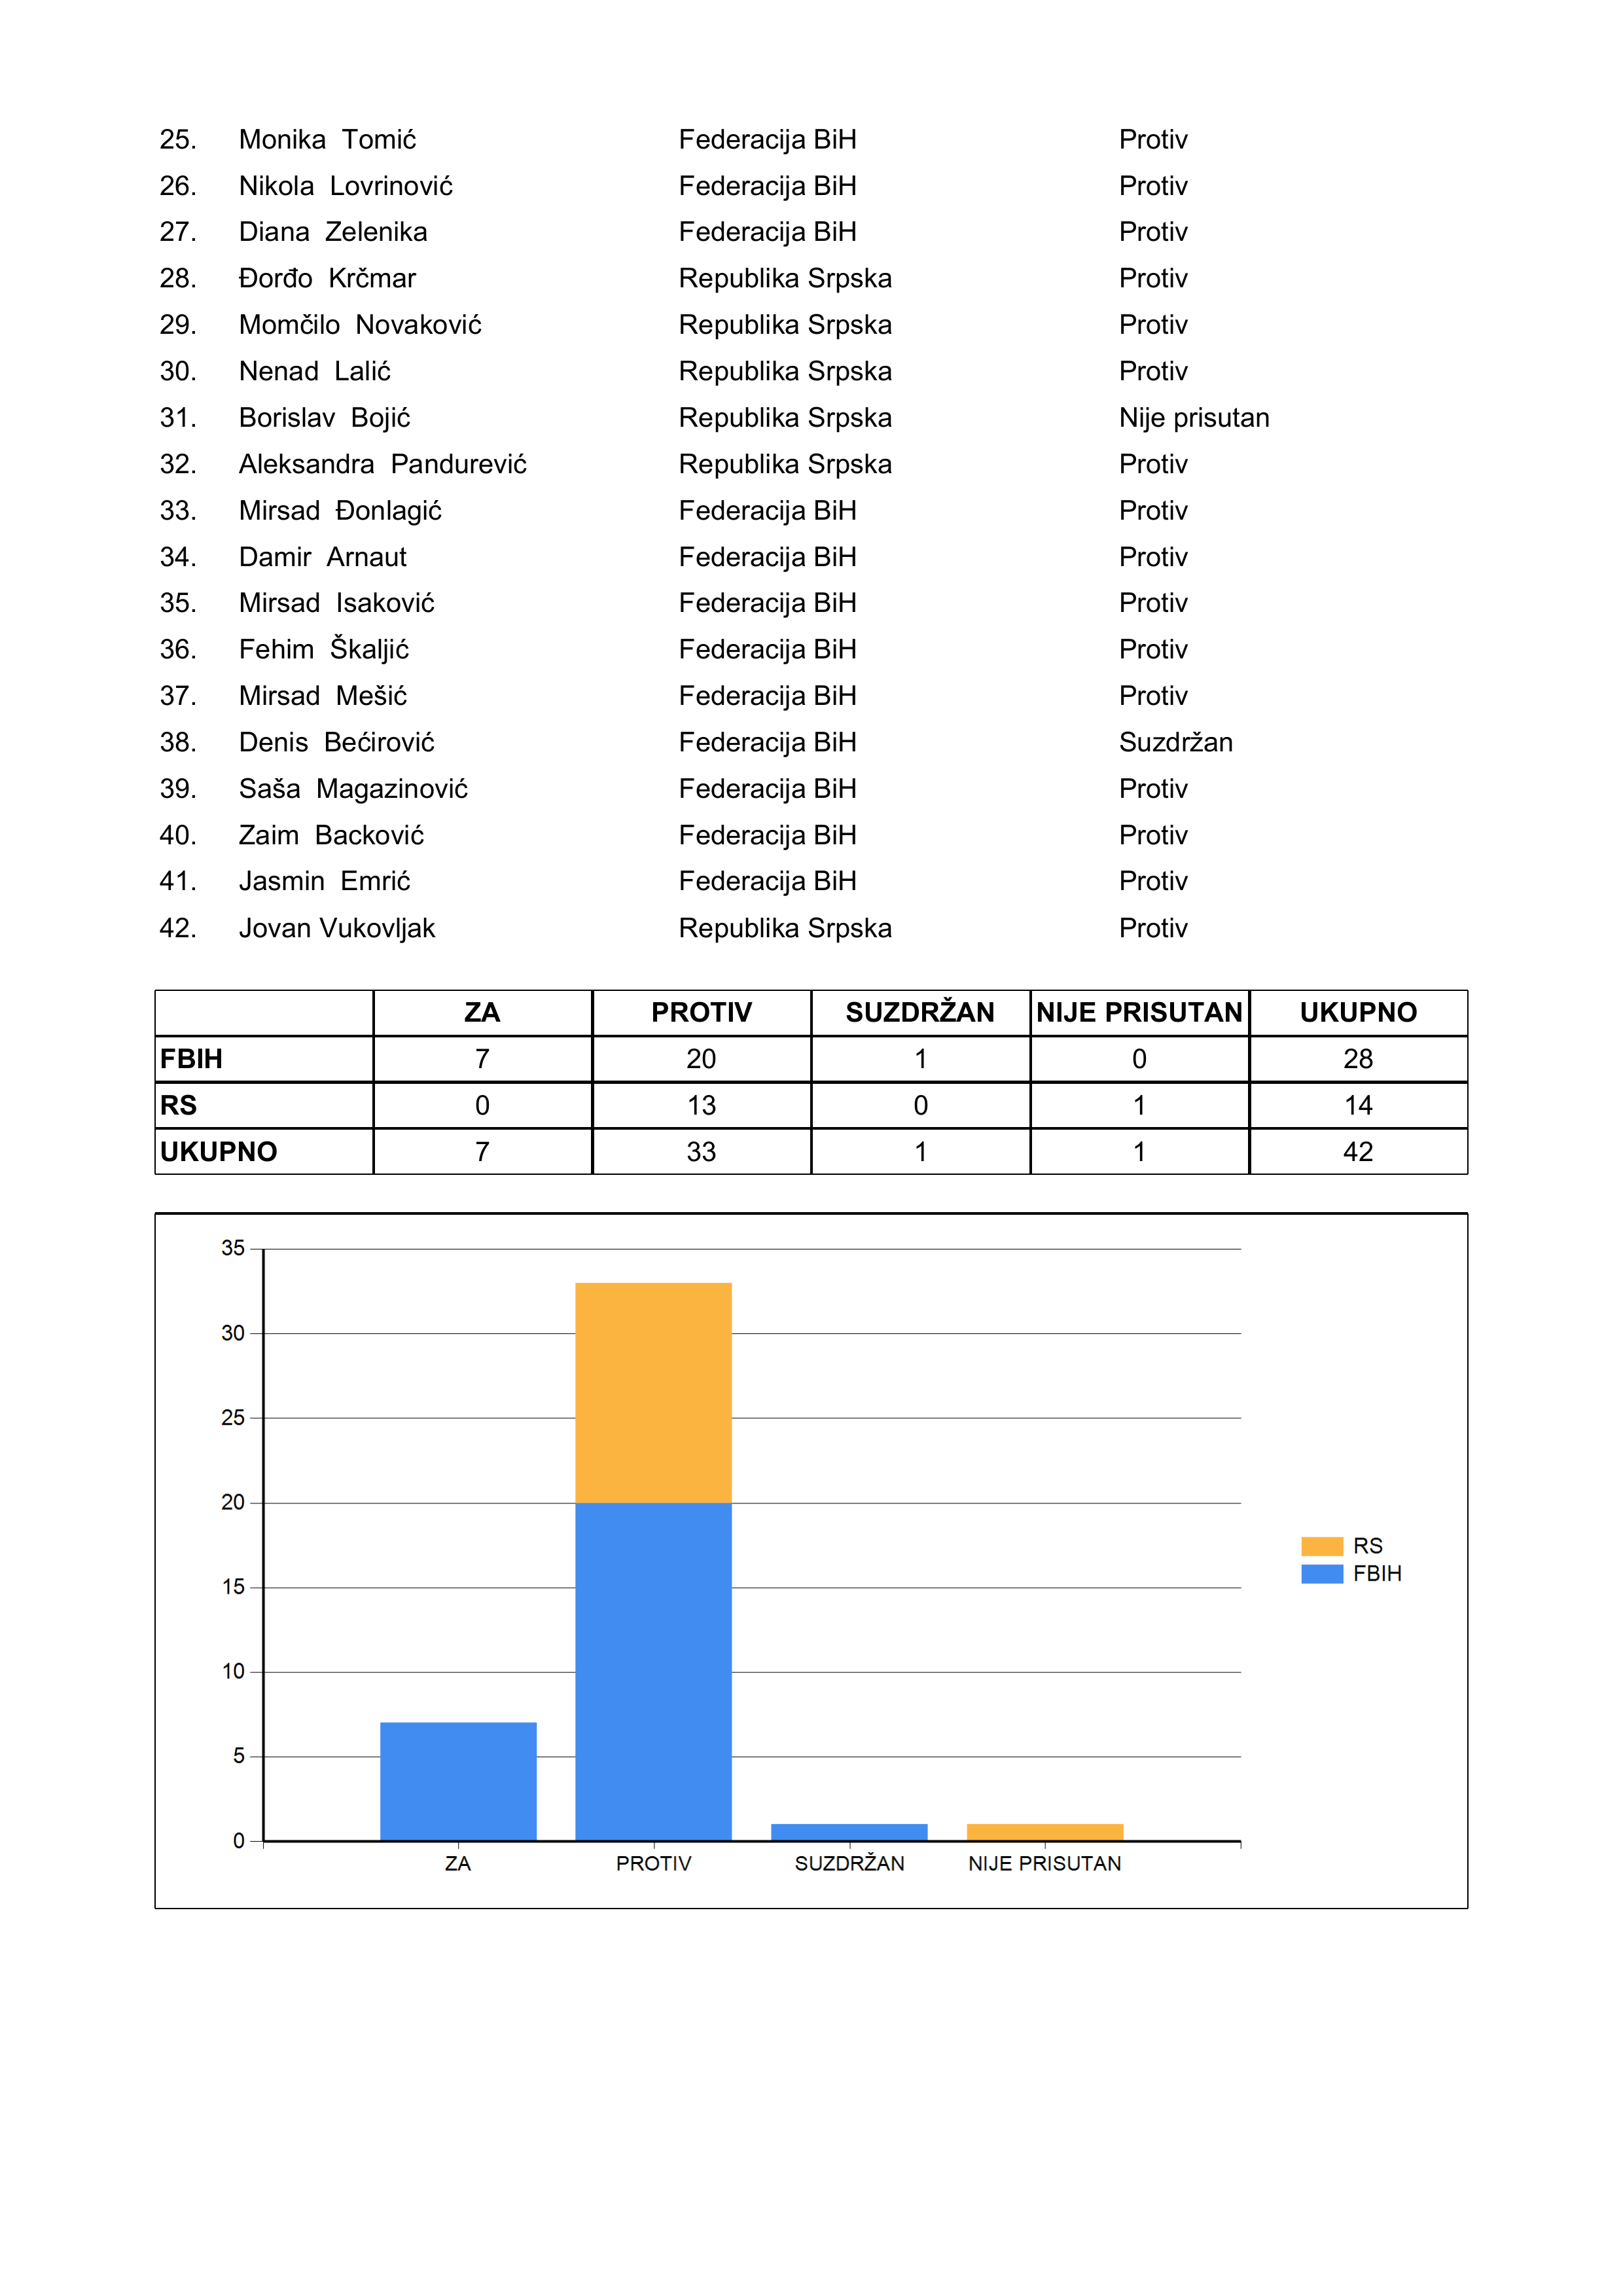 25. Monika Tomić Federacija BiH Protiv
26. Nikola Lovrinović Federacija BiH Protiv
27. Diana Zelenika Federacija BiH Protiv
28. Đorđo Krčmar Republika Srpska Protiv
29. Momčilo Novaković Republika Srpska Protiv
30. Nenad Lalić Republika Srpska Protiv
31. Borislav Bojić Republika Srpska Nije prisutan
32. Aleksandra Pandurević Republika Srpska Protiv
33. Mirsad Đonlagić Federacija BiH Protiv
34. Damir Arnaut Federacija BiH Protiv
35. Mirsad Isaković Federacija BiH Protiv
36. Fehim Škaljić Federacija BiH Protiv
37. Mirsad Mešić Federacija BiH Protiv
38. Denis Bećirović Federacija BiH Suzdržan
39. Saša Magazinović Federacija BiH Protiv
40. Zaim Backović Federacija BiH Protiv
41. Jasmin Emrić Federacija BiH Protiv
42. Jovan Vukovljak Republika Srpska Protiv
ZA PROTIV SUZDRŽAN NIJE PRISUTAN UKUPNO
FBIH 7 20 1 0 28
RS 0 13 0 1 14
UKUPNO 7 33 1 1 42
35
30
25
20
15
10
5
0
ZA PROTIV SUZDRŽAN NIJE PRISUTAN
RS
FBIH